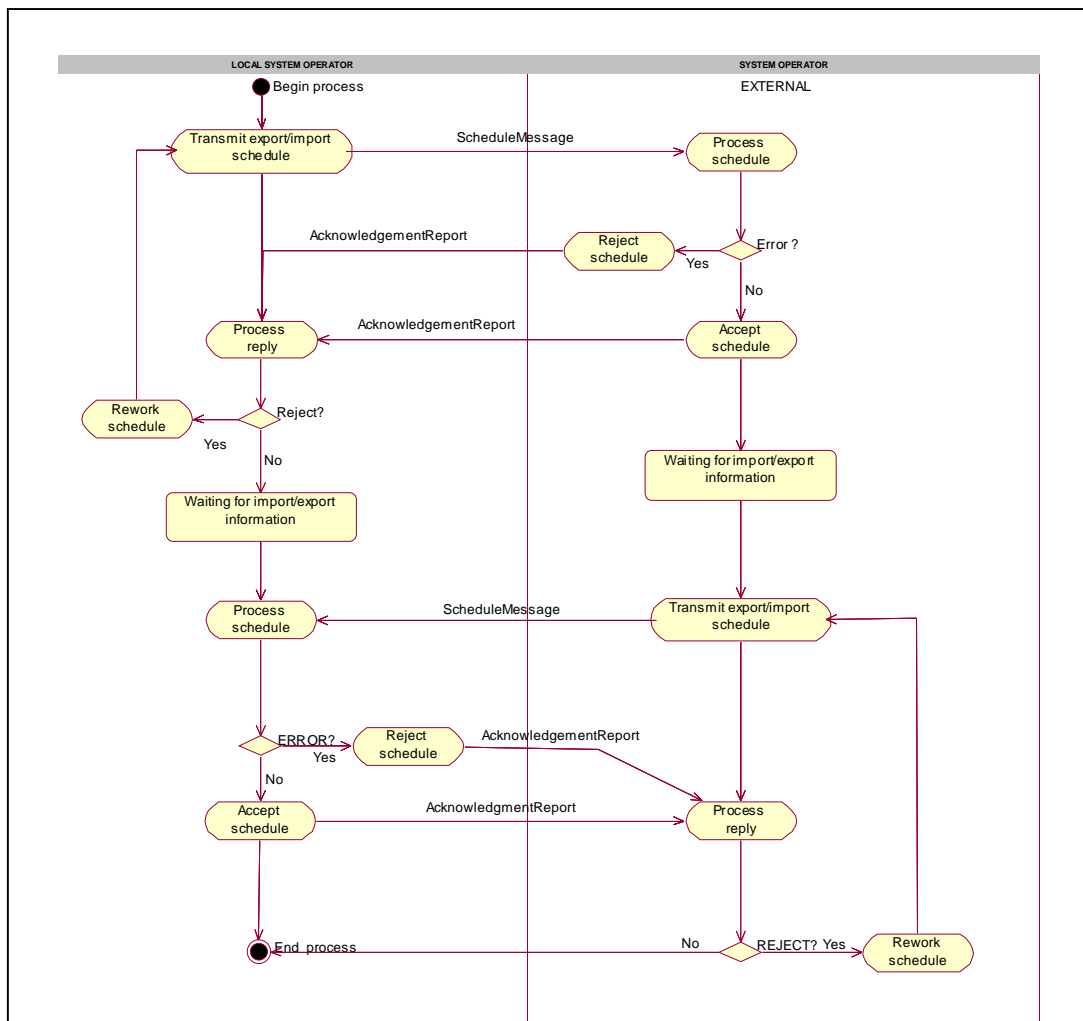 LOCAL SYSTEM OPERATOR
SYSTEM OPERATOR
Begin process
EXTERNAL
Transmit export/import
schedule
ScheduleMessage
Process
schedule
AcknowledgementReport
Reject
schedule
Yes
Error ?
No
Process
reply
AcknowledgementReport
Accept
schedule
Rework
schedule
Yes
Reject?
No
Waiting for import/export
information
Waiting for import/export
information
Process
schedule
ScheduleMessage
Transmit export/import
schedule
ERROR?
Yes
Reject
schedule
AcknowledgementReport
No
Accept
schedule
AcknowledgmentReport
Process
reply
End process
No
REJECT?
Yes
Rework
schedule